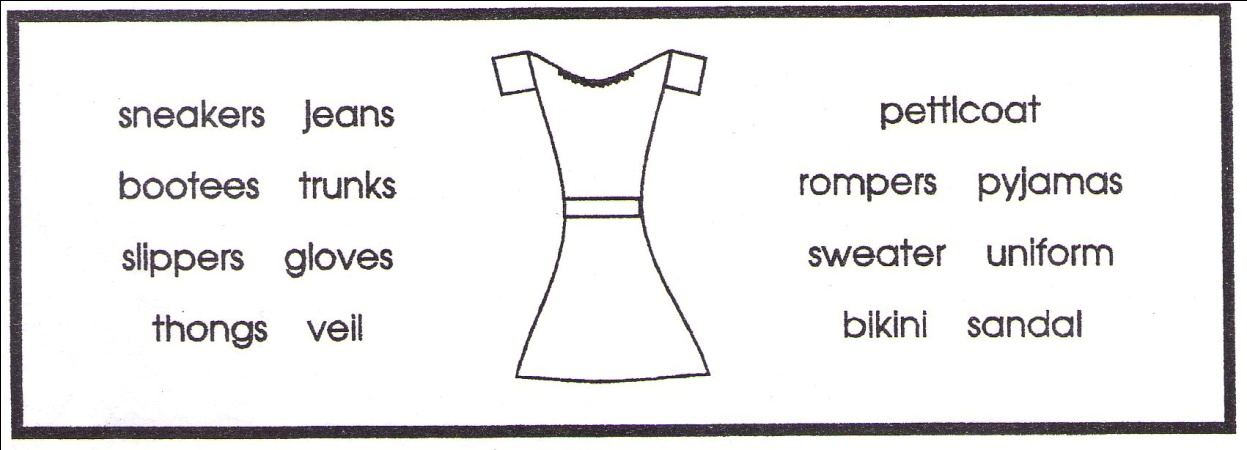 sneakers jeans
bootees trunks
slippers gloves
thongs veil
petticoat
rompers pyjamas
sweater uniform
bikini sandal